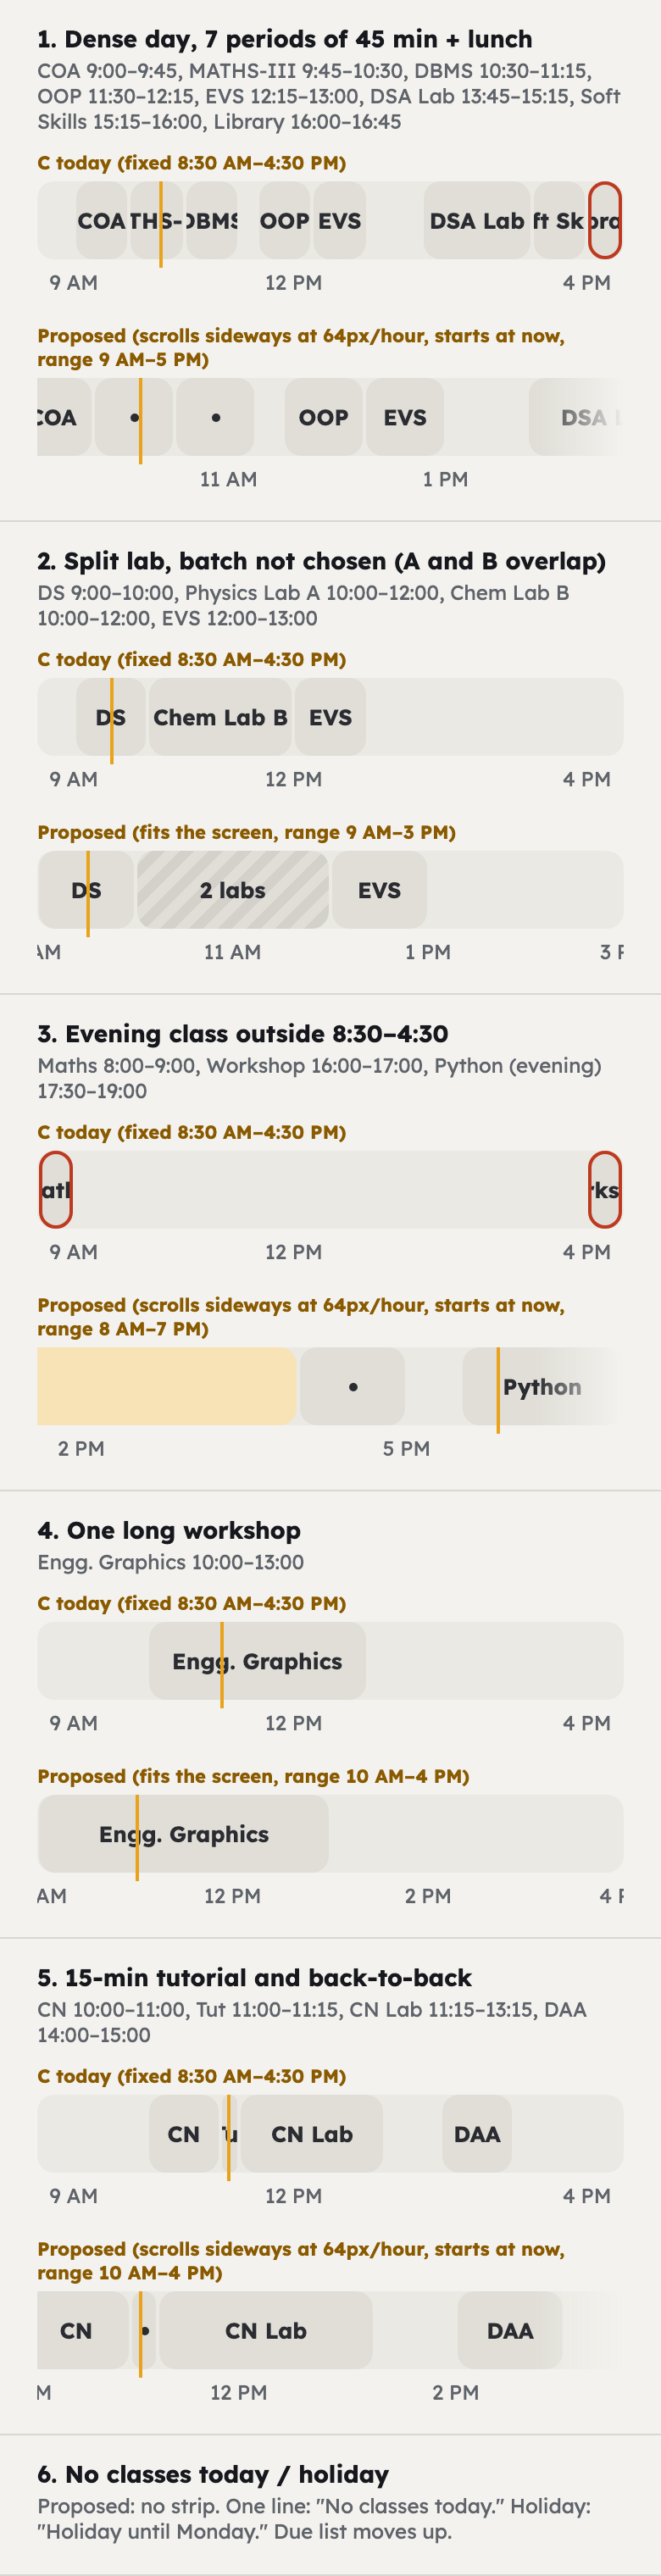 1. Dense day, 7 periods of 45 min + lunch
COA 9:00–9:45, MATHS-III 9:45–10:30, DBMS 10:30–11:15,
OOP 11:30–12:15, EVS 12:15–13:00, DSA Lab 13:45–15:15, Soft
Skills 15:15–16:00, Library 16:00–16:45
C today (fixed 8:30 AM–4:30 PM)
COA THS- DBMS OOP EVS DSA Lab ft Sk bra
9 AM 12 PM 4 PM
Proposed (scrolls sideways at 64px/hour, starts at now,
range 9 AM–5 PM)
COA • • OOP EVS DSA L
11 AM 1 PM
2. Split lab, batch not chosen (A and B overlap)
DS 9:00–10:00, Physics Lab A 10:00–12:00, Chem Lab B
10:00–12:00, EVS 12:00–13:00
C today (fixed 8:30 AM–4:30 PM)
DS Chem Lab B EVS
9 AM 12 PM 4 PM
Proposed (fits the screen, range 9 AM–3 PM)
DS 2 labs EVS
AM 11 AM 1 PM 3 P
3. Evening class outside 8:30–4:30
Maths 8:00–9:00, Workshop 16:00–17:00, Python (evening)
17:30–19:00
C today (fixed 8:30 AM–4:30 PM)
atl rks
9 AM 12 PM 4 PM
Proposed (scrolls sideways at 64px/hour, starts at now,
range 8 AM–7 PM)
• Python
2 PM 5 PM
4. One long workshop
Engg. Graphics 10:00–13:00
C today (fixed 8:30 AM–4:30 PM)
Engg. Graphics
9 AM 12 PM 4 PM
Proposed (fits the screen, range 10 AM–4 PM)
Engg. Graphics
AM 12 PM 2 PM 4 P
5. 15-min tutorial and back-to-back
CN 10:00–11:00, Tut 11:00–11:15, CN Lab 11:15–13:15, DAA
14:00–15:00
C today (fixed 8:30 AM–4:30 PM)
CN Tu CN Lab DAA
9 AM 12 PM 4 PM
Proposed (scrolls sideways at 64px/hour, starts at now,
range 10 AM–4 PM)
CN • CN Lab DAA
M 12 PM 2 PM
6. No classes today / holiday
Proposed: no strip. One line: "No classes today." Holiday:
"Holiday until Monday." Due list moves up.